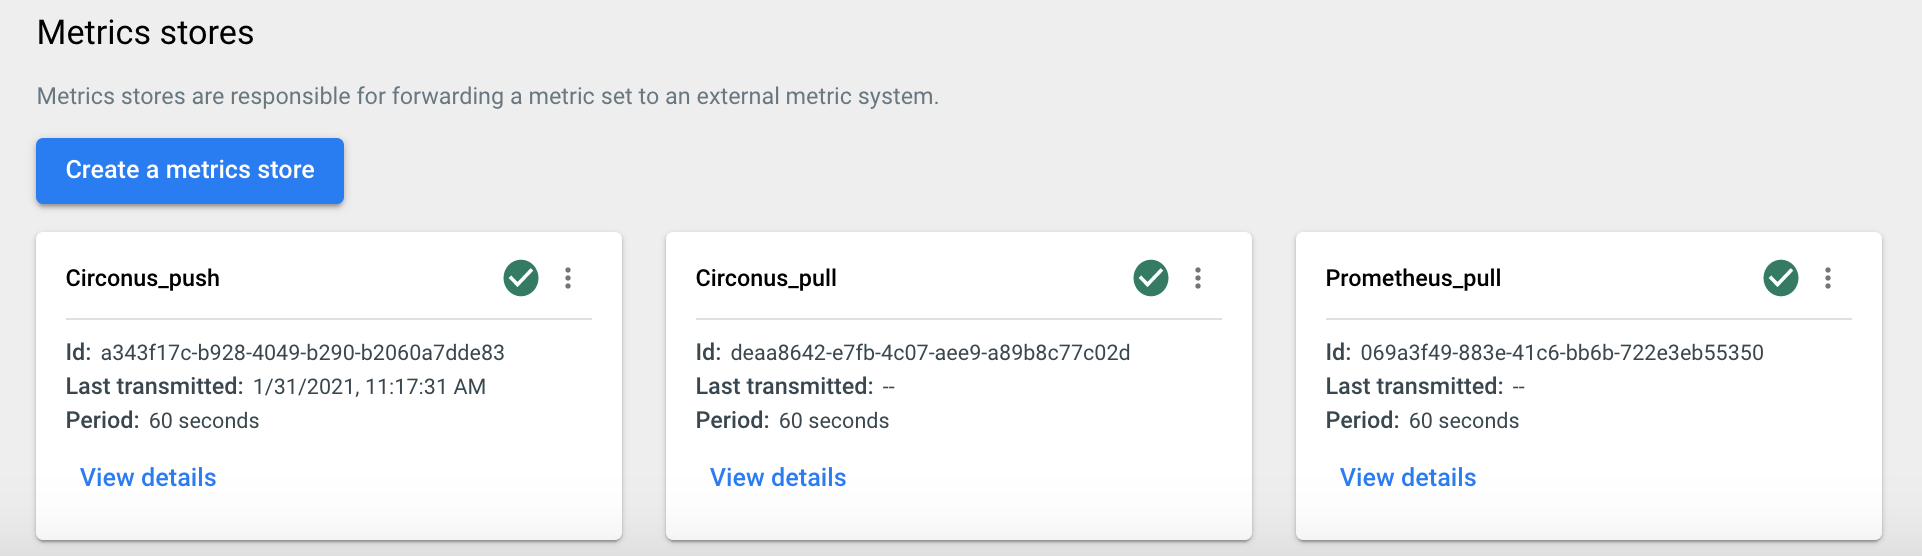 Metrics stores
Metrics stores are responsible for forwarding a metric set to an external metric system.
Create a metrics store
Circonus_push
Id: a343f17c-b928-4049-b290-b2060a7dde83
Last transmitted: 1/31/2021, 11:17:31 AM
Period: 60 seconds
View details
Circonus_pull
Id: deaa8642-e7fb-4c07-aee9-a89b8c77c02d
Last transmitted: --
Period: 60 seconds
View details
Prometheus_pull
Id: 069a3f49-883e-41c6-bb6b-722e3eb55350
Last transmitted: --
Period: 60 seconds
View details